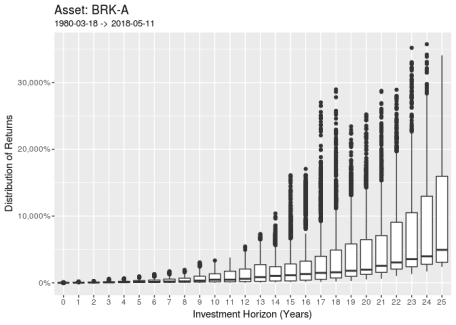 Asset: BRK-A
1980-03-18 -> 2018-05-11
Distribution of Returns
30,000%
20,000%
10,000%
0%
0 1 2 3 4 5 6 7 8 9 10 11 12 13 14 15 16 17 18 19 20 21 22 23 24 25
Investment Horizon (Years)